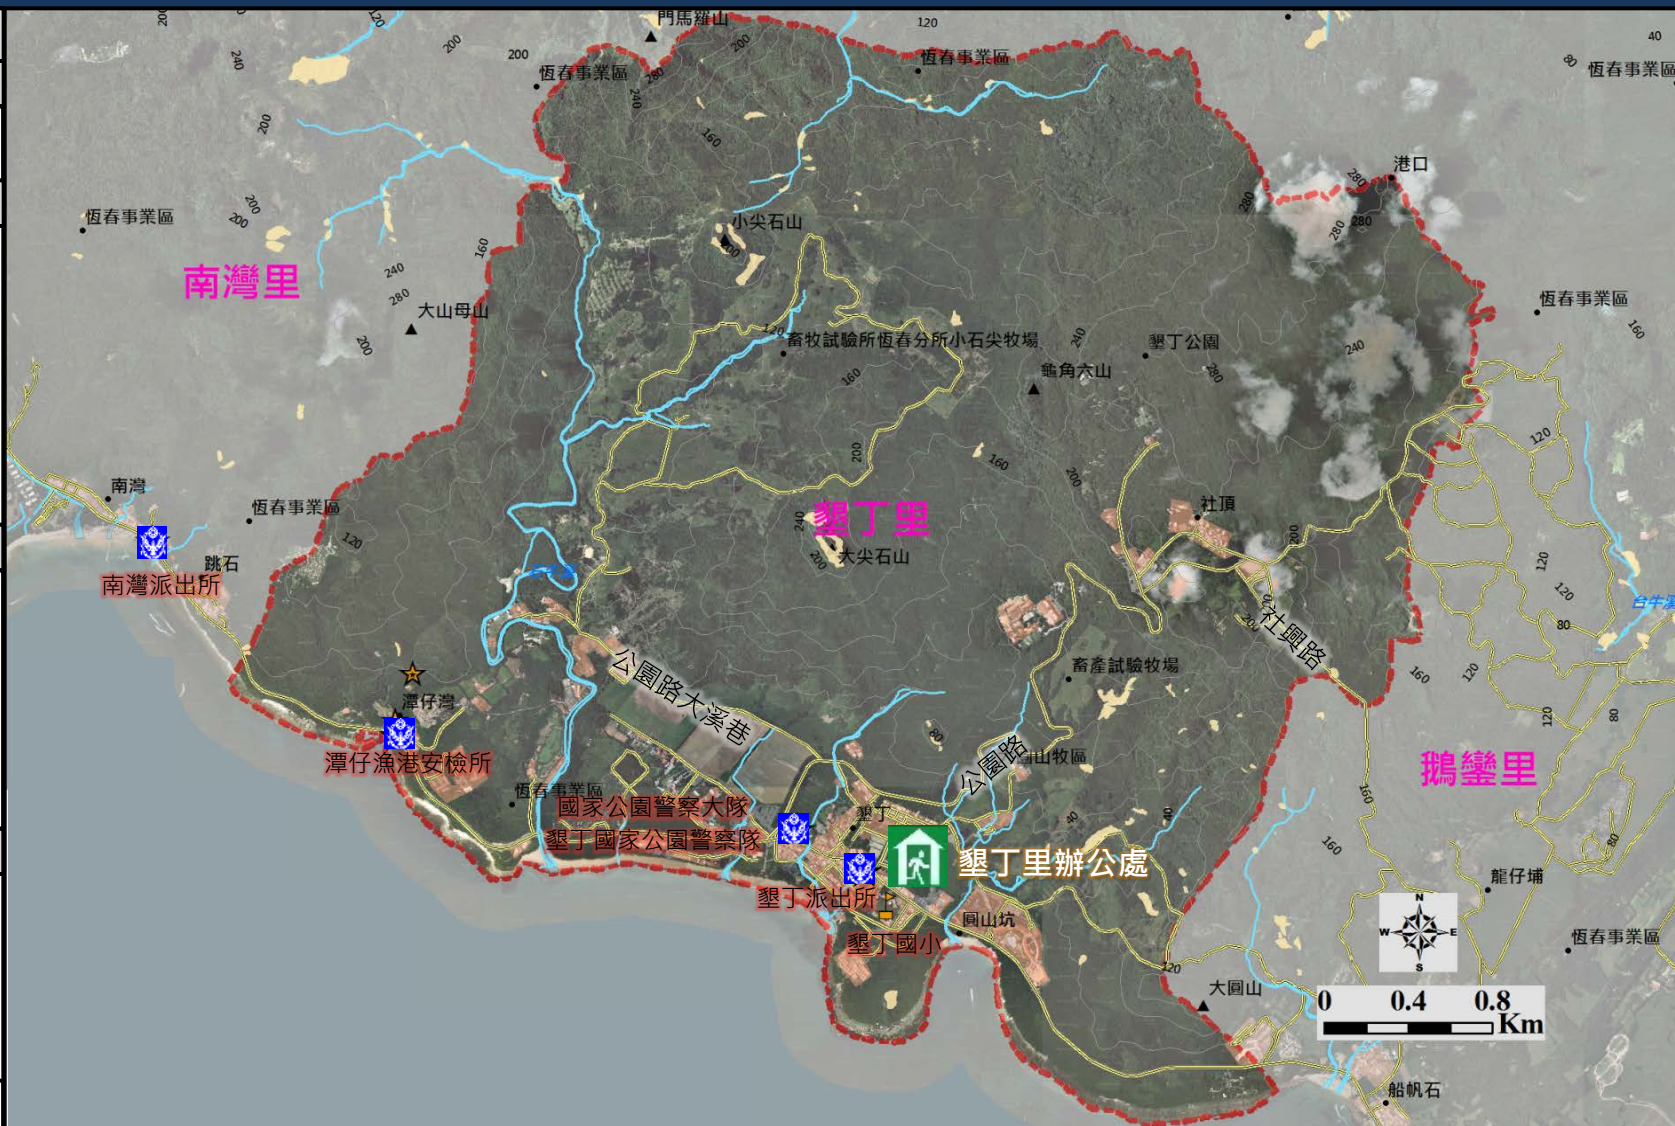 門馬羅山
恆春事業區
恆春事業區
恆春事業區
恆春事業區
港口
小尖石山
南灣里
大山母山
恆春事業區
畜牧試驗所恆春分所小石尖牧場
墾丁公園
龜角六山
南灣
恆春事業區
墾丁里
社頂
大尖石山
跳石
南灣派出所
社興路
公園路大溪巷
畜產試驗牧場
潭仔灣
潭仔漁港安檢所
公園路
山牧區
鵝鑾里
恆春事業區
國家公園警察大隊
墾丁國家公園警察隊
墾丁
墾丁里辦公處
墾丁派出所
圓山坑
墾丁國小
龍仔埔
恆春事業區
大圓山
N
W E
S
0 0.4 0.8
Km
船帆石